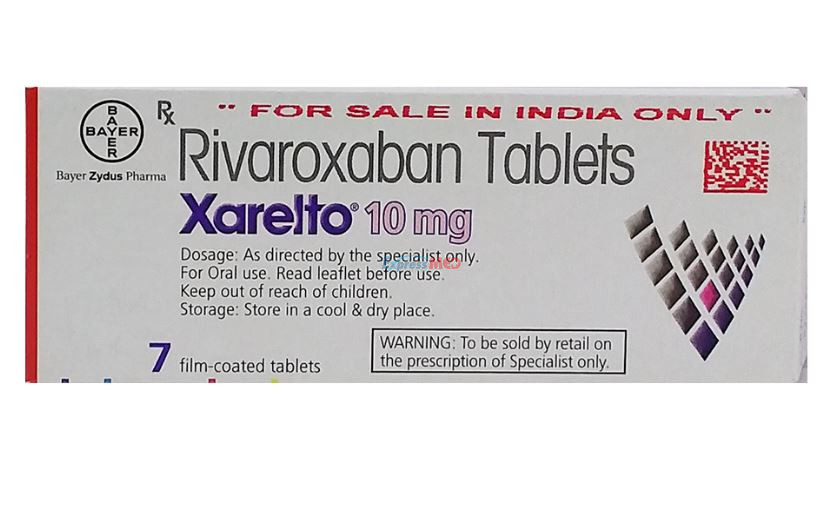 BAYER
BAYER
Rx
" FOR SALE IN INDIA ONLY "
Bayer Zydus Pharma
Rivaroxaban Tablets
Xarelto® 10 mg
Dosage: As directed by the specialist only.
For Oral use. Read leaflet before use.
ExpressMED
Keep out of reach of children.
Storage: Store in a cool & dry place.
7 film-coated tablets
WARNING: To be sold by retail on
the prescription of Specialist only.